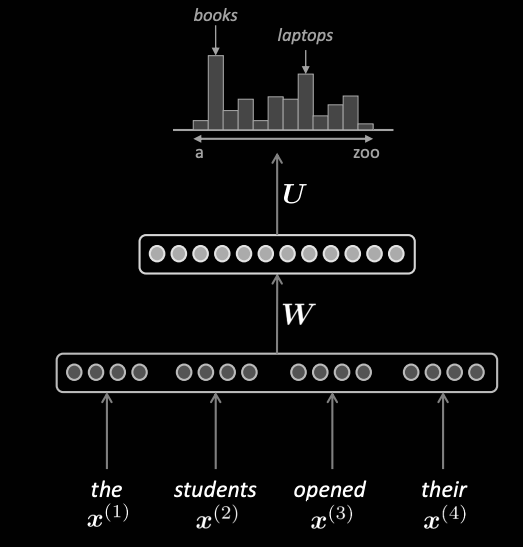 books
laptops
a zoo
U
W
the students opened their
x^{(1)} x^{(2)} x^{(3)} x^{(4)}